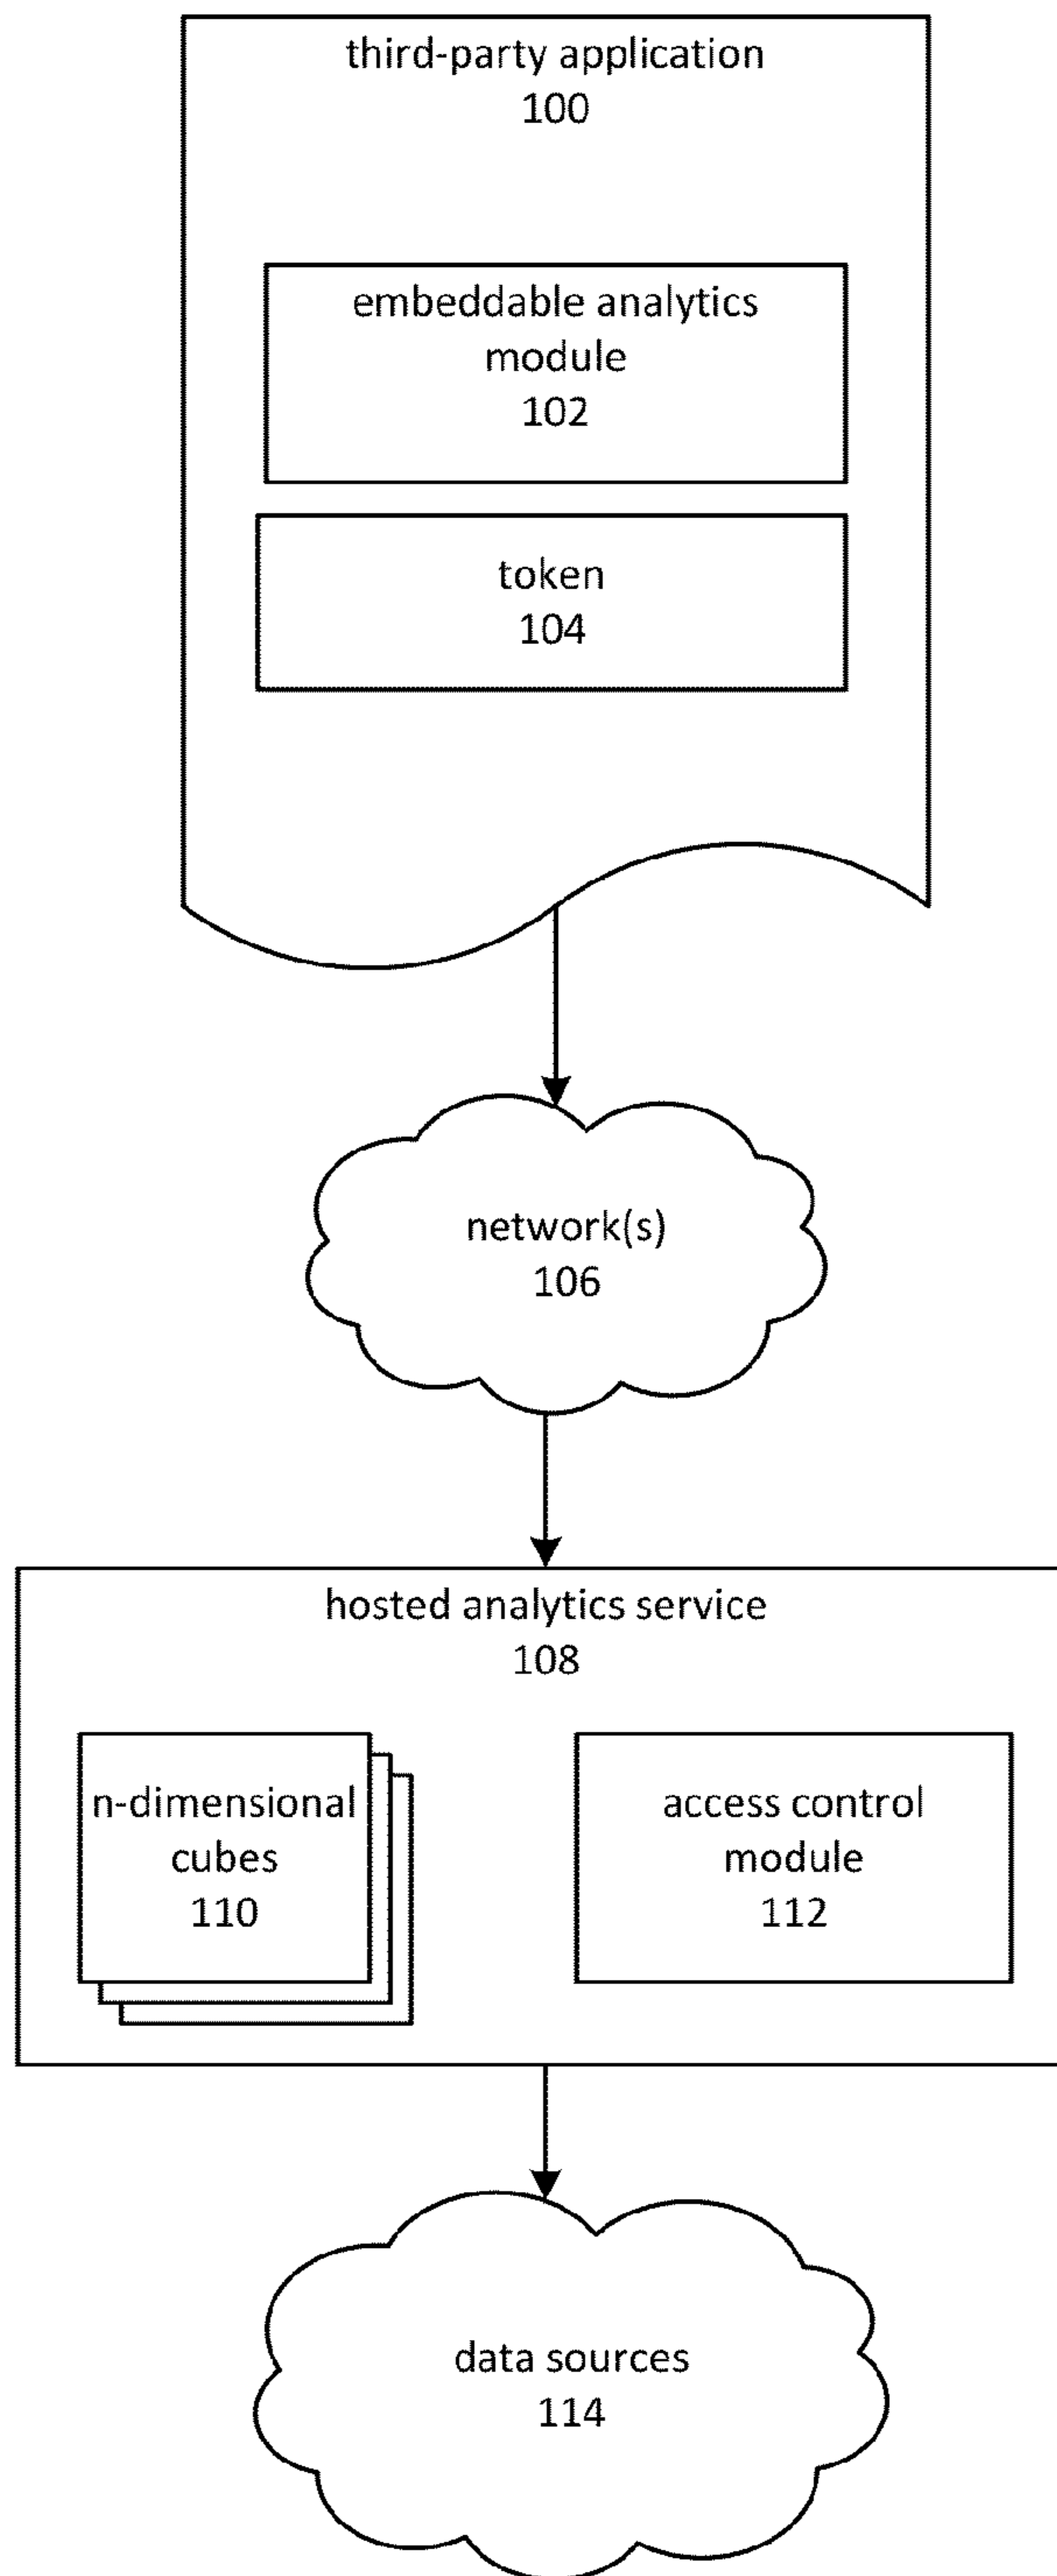 third-party application
100
embeddable analytics
module
102
token
104
network(s)
106
hosted analytics service
108
n-dimensional
cubes
110
access control
module
112
data sources
114